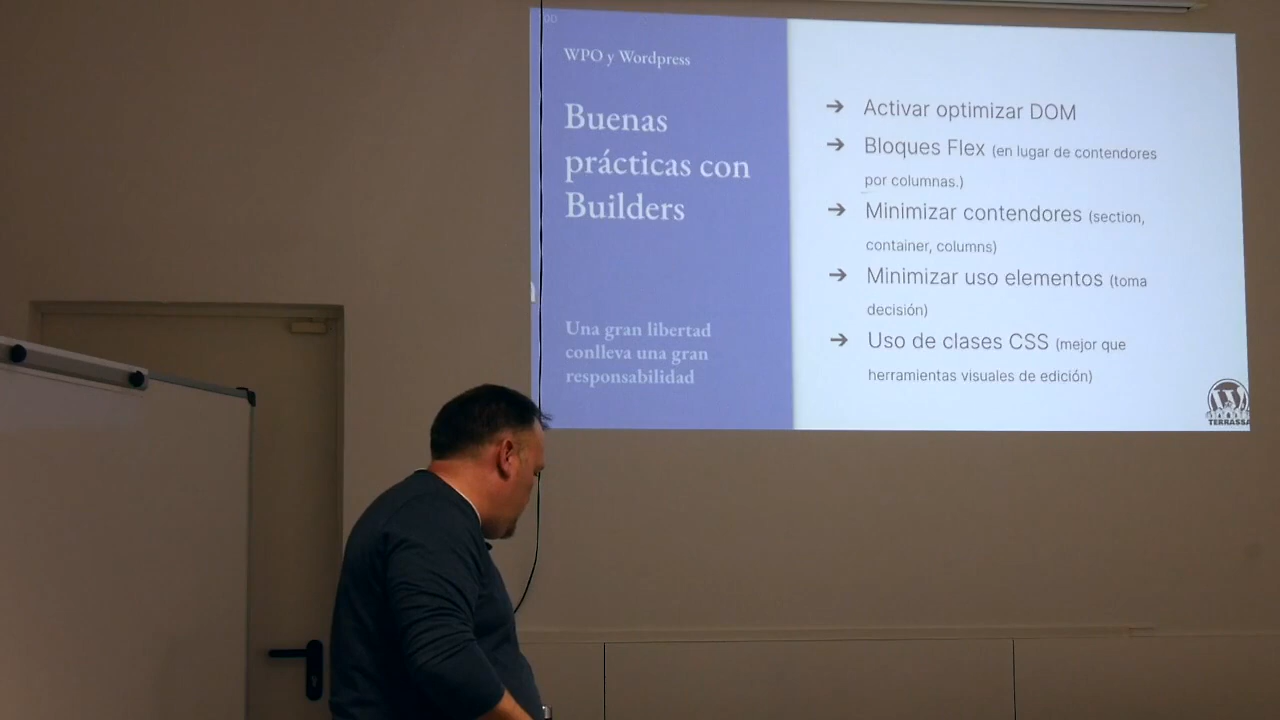 WPO y Wordpress
Buenas
prácticas con
Builders
Una gran libertad
conlleva una gran
responsabilidad
→ Activar optimizar DOM
→ Bloques Flex (en lugar de contendores
por columnas.)
→ Minimizar contendores (section,
container, columns)
→ Minimizar uso elementos (toma
decisión)
→ Uso de clases CSS (mejor que
herramientas visuales de edición)
TERRASSA